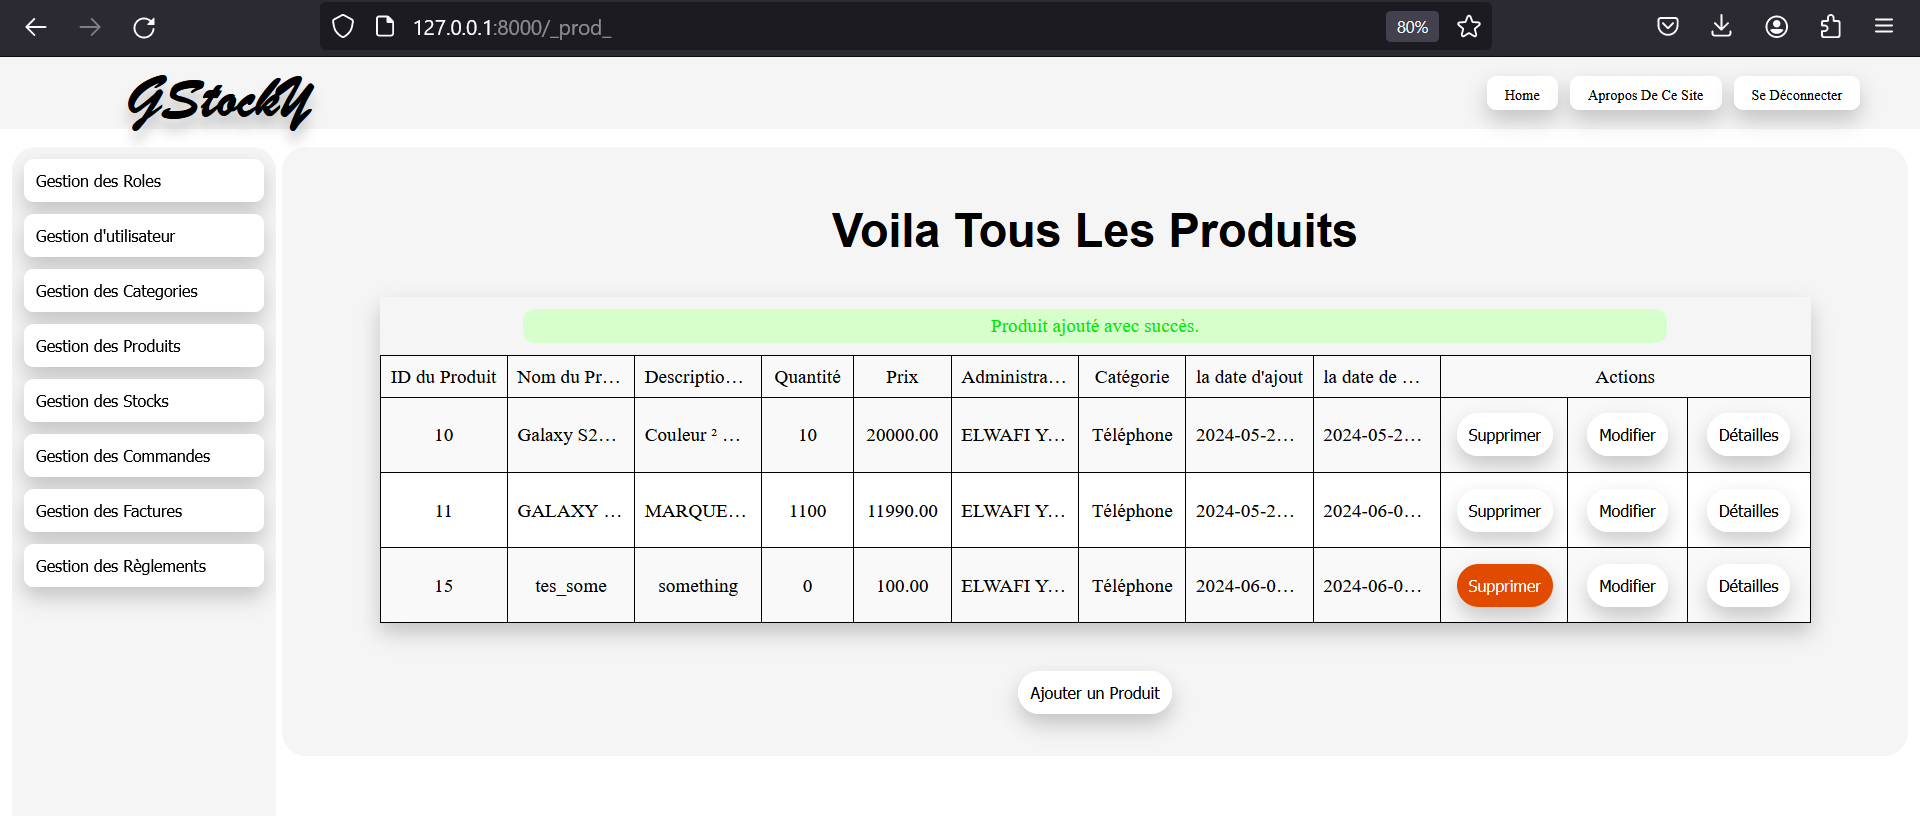 127.0.0.1:8000/_prod_ 80%
GStockY
Home Apropos De Ce Site Se Déconnecter
Gestion des Roles
Gestion d'utilisateur
Gestion des Categories
Gestion des Produits
Gestion des Stocks
Gestion des Commandes
Gestion des Factures
Gestion des Règlements
Voila Tous Les Produits
Produit ajouté avec succès.
ID du Produit Nom du Pr… Descriptio… Quantité Prix Administra… Catégorie la date d'ajout la date de … Actions
10 Galaxy S2… Couleur ² … 10 20000.00 ELWAFI Y… Téléphone 2024-05-2… 2024-05-2… Supprimer Modifier Détailles
11 GALAXY … MARQUE… 1100 11990.00 ELWAFI Y… Téléphone 2024-05-2… 2024-06-0… Supprimer Modifier Détailles
15 tes_some something 0 100.00 ELWAFI Y… Téléphone 2024-06-0… 2024-06-0… Supprimer Modifier Détailles
Ajouter un Produit